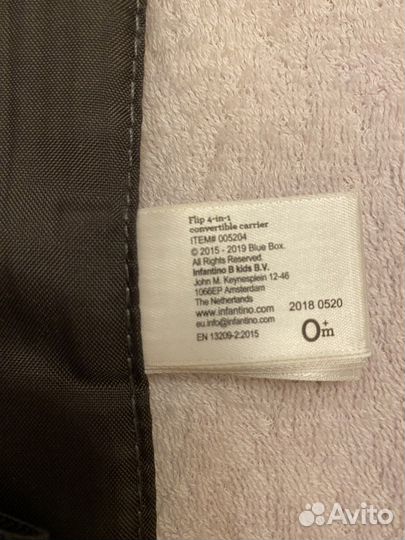 Flip 4-in-1
convertible carrier
ITEM# 005204
© 2015 - 2019 Blue Box.
All Rights Reserved.
Infantino B kids B.V.
John M. Keynesplein 12-46
1066EP Amsterdam
The Netherlands
www.infantino.com
eu.info@infantino.com
2018 0520
EN 13209-2:2015
0+m
Avito